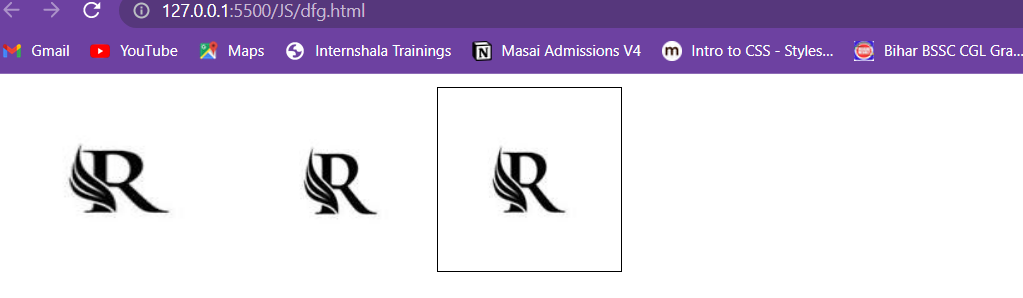 127.0.0.1:5500/JS/dfg.html
Gmail YouTube Maps Internshala Trainings Masai Admissions V4 m Intro to CSS - Styles... Bihar BSSC CGL Gra...
R R R